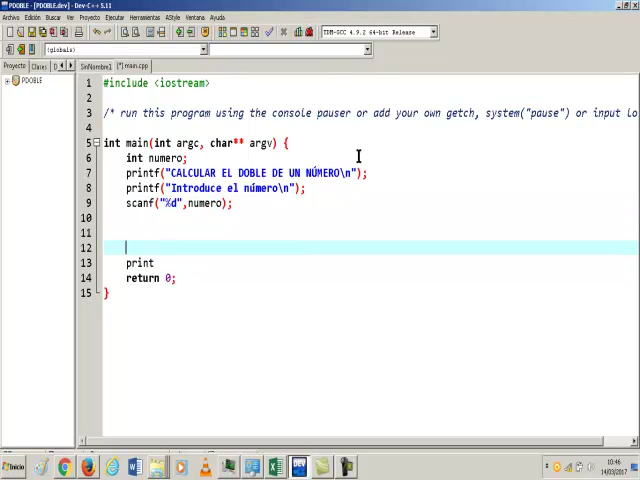 PDOBLE - [PDOBLE.dev] - Dev-C++ 5.11
Archivo Edición Buscar Ver Proyecto Ejecutar Herramientas AStyle Ventana Ayuda
TDM-GCC 4.9.2 64-bit Release
(globals)
Proyecto Clases D SinNombre1 [*] main.cpp
PDOBLE
1 #include <iostream>
2
3 /* run this program using the console pauser or add your own getch, system("pause") or input lo
4
5 int main(int argc, char** argv) {
6 int numero;
7 printf("CALCULAR EL DOBLE DE UN NÚMERO\n");
8 printf("Introduce el número\n");
9 scanf("%d",numero);
10
11
12
13 print
14 return 0;
15 }
Inicio
10:46
14/03/2017